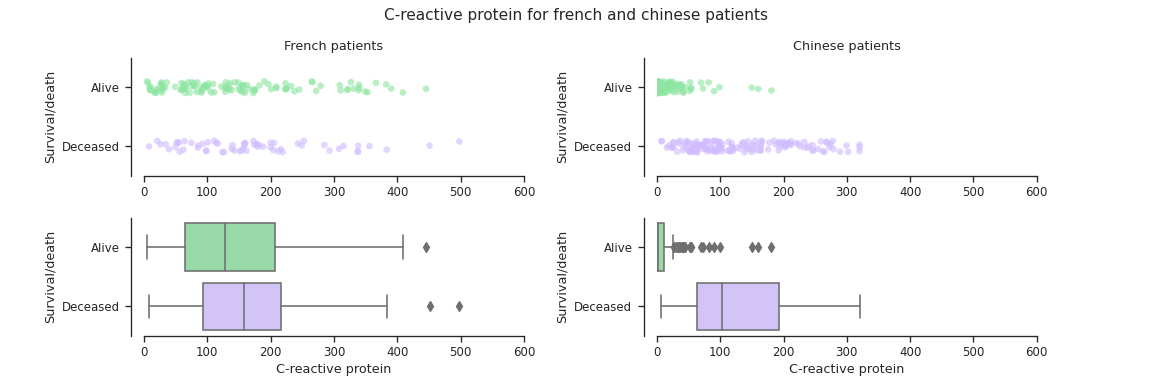 C-reactive protein for french and chinese patients
French patients
Chinese patients
Survival/death
Alive
Deceased
0 100 200 300 400 500 600
Survival/death
Alive
Deceased
0 100 200 300 400 500 600
Survival/death
Alive
Deceased
0 100 200 300 400 500 600
C-reactive protein
Survival/death
Alive
Deceased
0 100 200 300 400 500 600
C-reactive protein